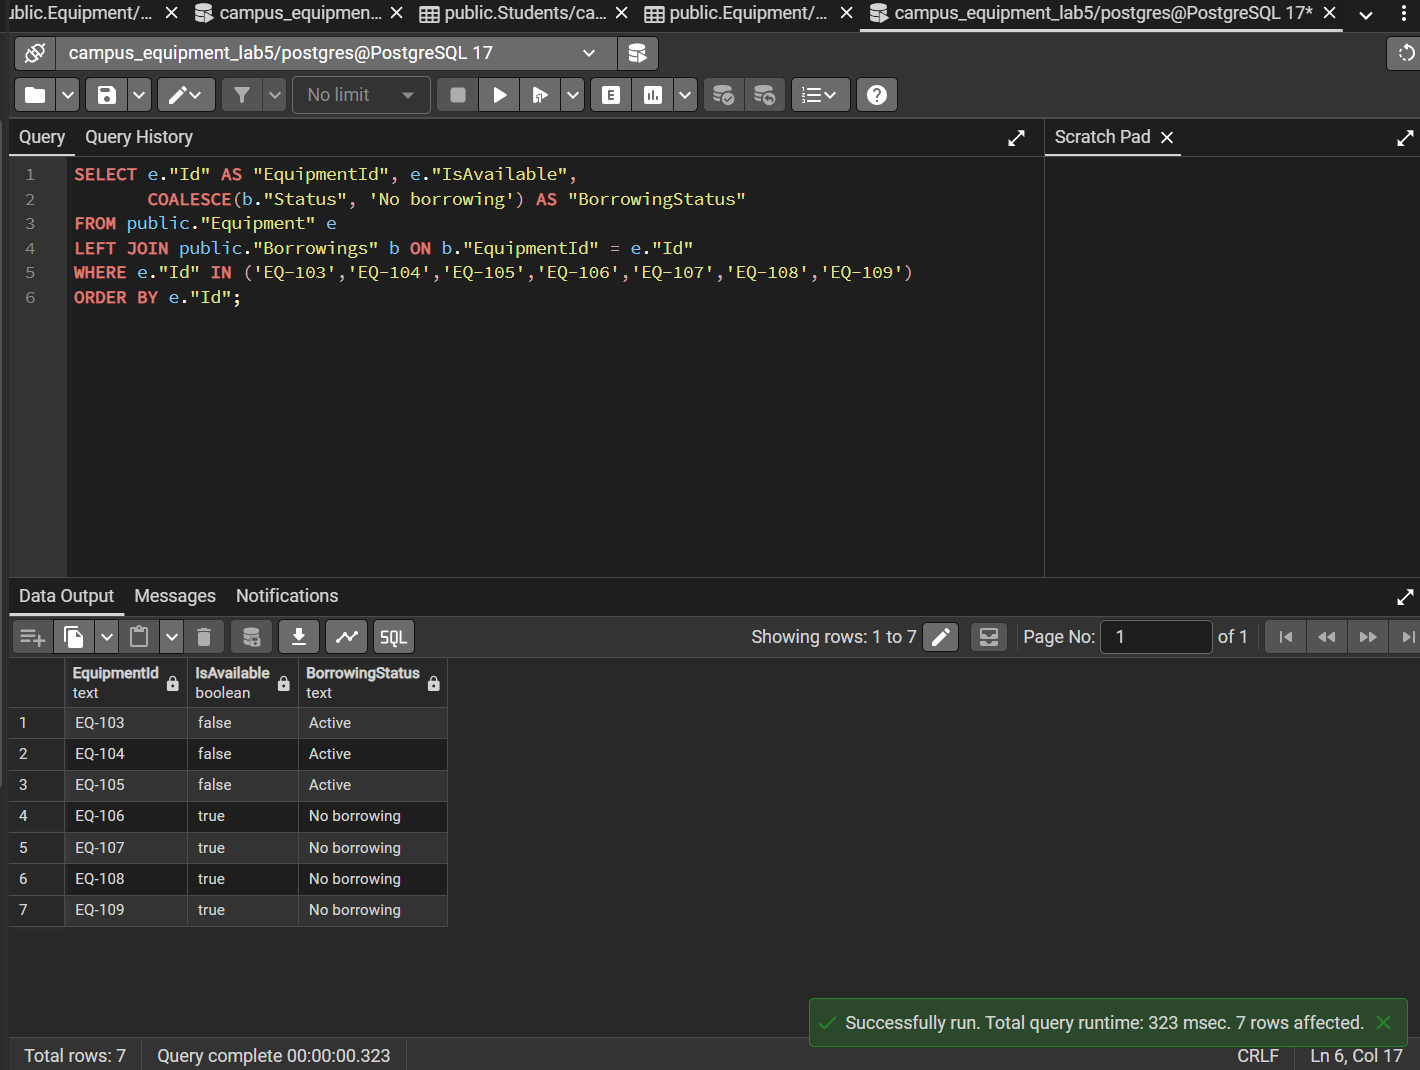 ublic.Equipment/... campus_equipmen... public.Students/ca... public.Equipment/... campus_equipment_lab5/postgres@PostgreSQL 17*
campus_equipment_lab5/postgres@PostgreSQL 17
No limit
E
Query Query History
Scratch Pad
1 SELECT e."Id" AS "EquipmentId", e."IsAvailable",
2 COALESCE(b."Status", 'No borrowing') AS "BorrowingStatus"
3 FROM public."Equipment" e
4 LEFT JOIN public."Borrowings" b ON b."EquipmentId" = e."Id"
5 WHERE e."Id" IN ('EQ-103','EQ-104','EQ-105','EQ-106','EQ-107','EQ-108','EQ-109')
6 ORDER BY e."Id";
Data Output Messages Notifications
SQL Showing rows: 1 to 7 Page No: 1 of 1
EquipmentId IsAvailable BorrowingStatus
text boolean text
1 EQ-103 false Active
2 EQ-104 false Active
3 EQ-105 false Active
4 EQ-106 true No borrowing
5 EQ-107 true No borrowing
6 EQ-108 true No borrowing
7 EQ-109 true No borrowing
Successfully run. Total query runtime: 323 msec. 7 rows affected.
Total rows: 7 Query complete 00:00:00.323 CRLF Ln 6, Col 17